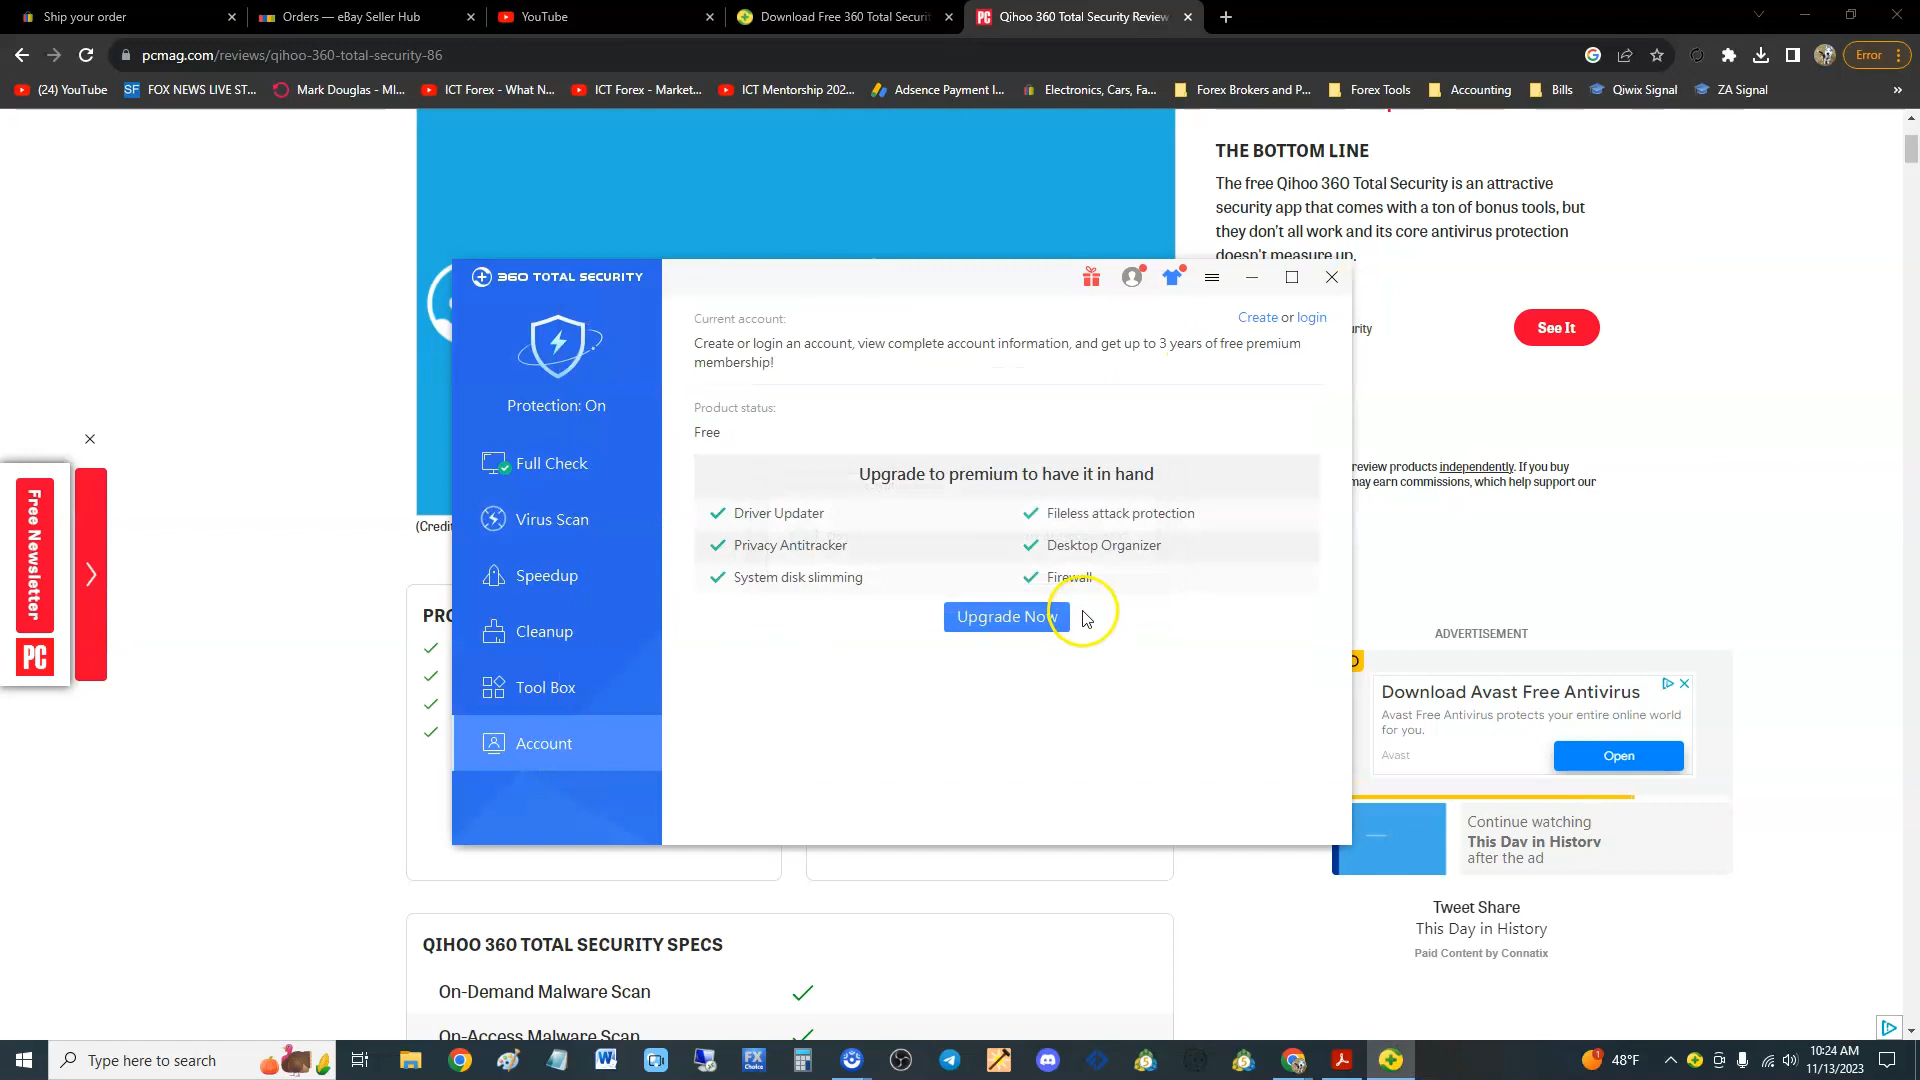 Ship your order
Orders — eBay Seller Hub
YouTube
Download Free 360 Total Securit
Qihoo 360 Total Security Review
pcmag.com/reviews/qihoo-360-total-security-86
Error
(24) YouTube
FOX NEWS LIVE ST...
Mark Douglas - MI...
ICT Forex - What N...
ICT Forex - Market...
ICT Mentorship 202...
Adsence Payment I...
Electronics, Cars, Fa...
Forex Brokers and P...
Forex Tools
Accounting
Bills
Qiwix Signal
ZA Signal
THE BOTTOM LINE
The free Qihoo 360 Total Security is an attractive
security app that comes with a ton of bonus tools, but
they don't all work and its core antivirus protection
doesn't measure up.
360 TOTAL SECURITY
Protection: On
Full Check
Virus Scan
Speedup
Cleanup
Tool Box
Account
Current account:
Create or login
Create or login an account, view complete account information, and get up to 3 years of free premium
membership!
Product status:
Free
Upgrade to premium to have it in hand
Driver Updater
Fileless attack protection
Privacy Antitracker
Desktop Organizer
System disk slimming
Firewall
Upgrade Now
urity
See It
review products independently. If you buy
may earn commissions, which help support our
Free Newsletter
PC
(Credit
PRO
ADVERTISEMENT
Download Avast Free Antivirus
Avast Free Antivirus protects your entire online world
for you.
Avast
Open
Continue watching
This Day in History
after the ad
Tweet Share
This Day in History
Paid Content by Connatix
QIHOO 360 TOTAL SECURITY SPECS
On-Demand Malware Scan
On-Access Malware Scan
Type here to search
FX
Choice
1
48°F
10:24 AM
11/13/2023